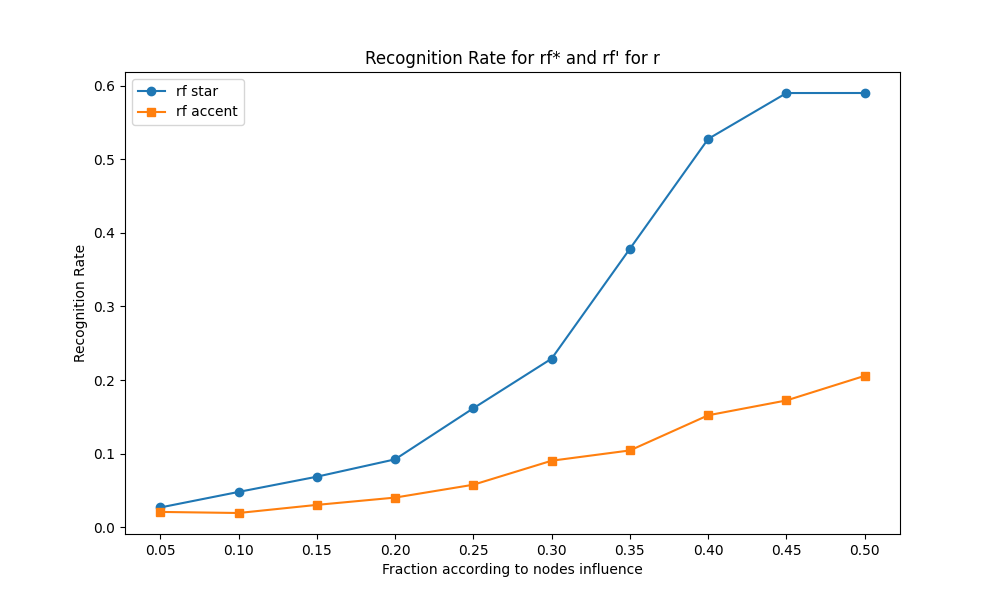 Recognition Rate for rf* and rf' for r
rf star
rf accent
0.6
0.5
0.4
0.3
0.2
0.1
0.0
Recognition Rate
0.05 0.10 0.15 0.20 0.25 0.30 0.35 0.40 0.45 0.50
Fraction according to nodes influence